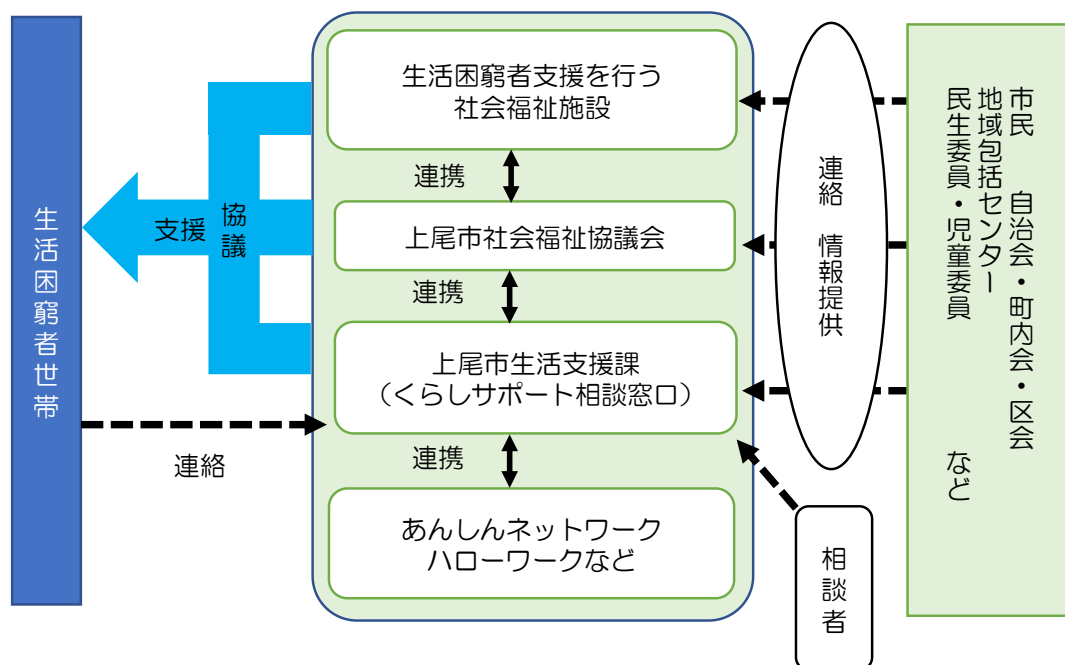 生活困窮者世帯
支援
協議
連絡
生活困窮者支援を行う
社会福祉施設
連携
上尾市社会福祉協議会
連携
上尾市生活支援課
（くらしサポート相談窓口）
連携
あんしんネットワーク
ハローワークなど
連絡 情報提供
相談者
市民 自治会・町内会・区会
地域包括センター
民生委員・児童委員 など